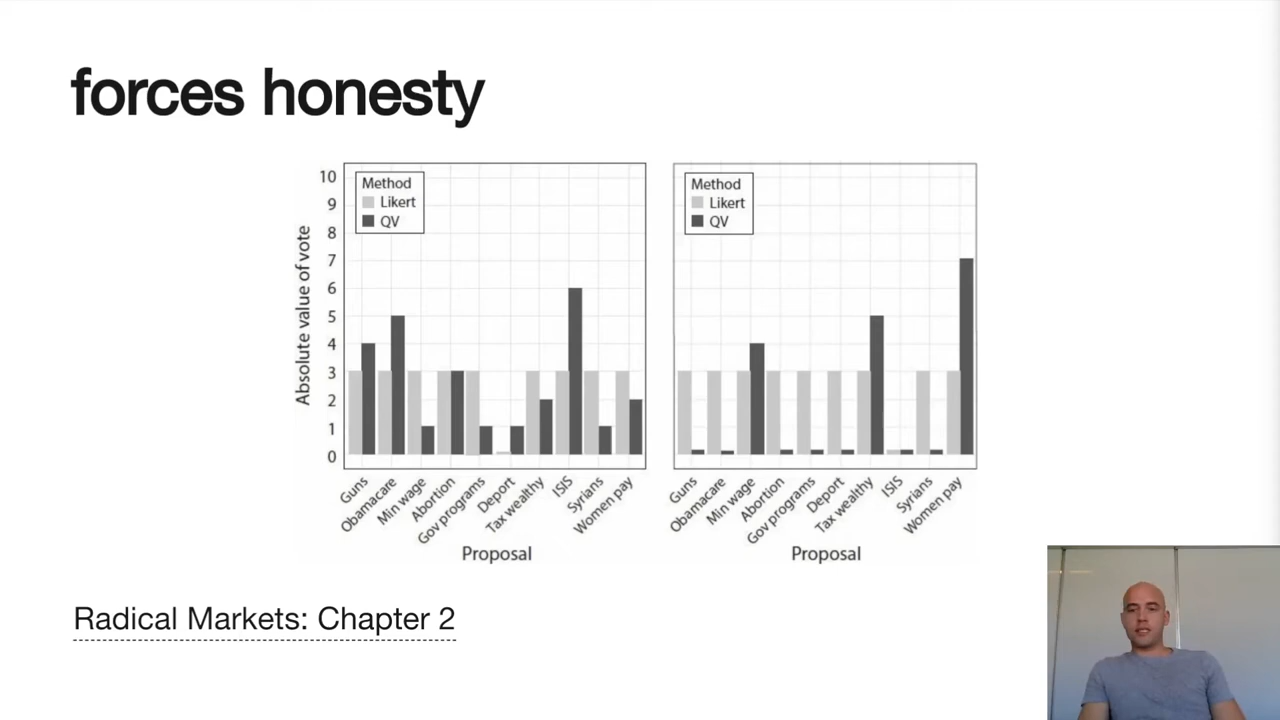 forces honesty
Method
Likert
QV
10
9
8
7
6
5
4
3
2
1
0
Absolute value of vote
Guns
Obamacare
Min wage
Abortion
Gov programs
Deport
Tax wealthy
ISIS
Syrians
Women pay
Proposal
Method
Likert
QV
Guns
Obamacare
Min wage
Abortion
Gov programs
Deport
Tax wealthy
ISIS
Syrians
Women pay
Proposal
Radical Markets: Chapter 2